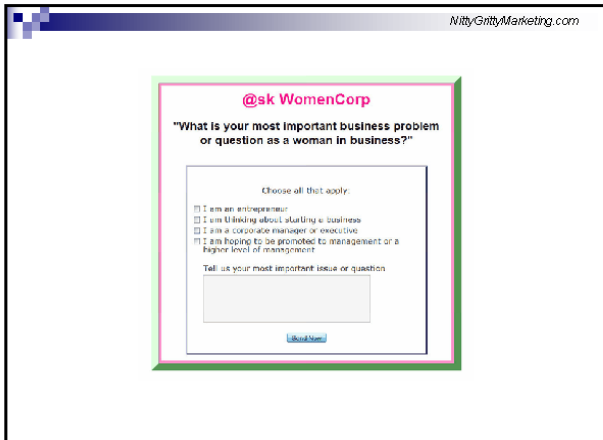 NittyGrittyMarketing.com
@sk WomenCorp
"What is your most important business problem
or question as a woman in business?"
Choose all that apply:
I am an entrepreneur
I am thinking about starting a business
I am a corporate manager or executive
I am hoping to be promoted to management or a
higher level of management
Tell us your most important issue or question
Send Now